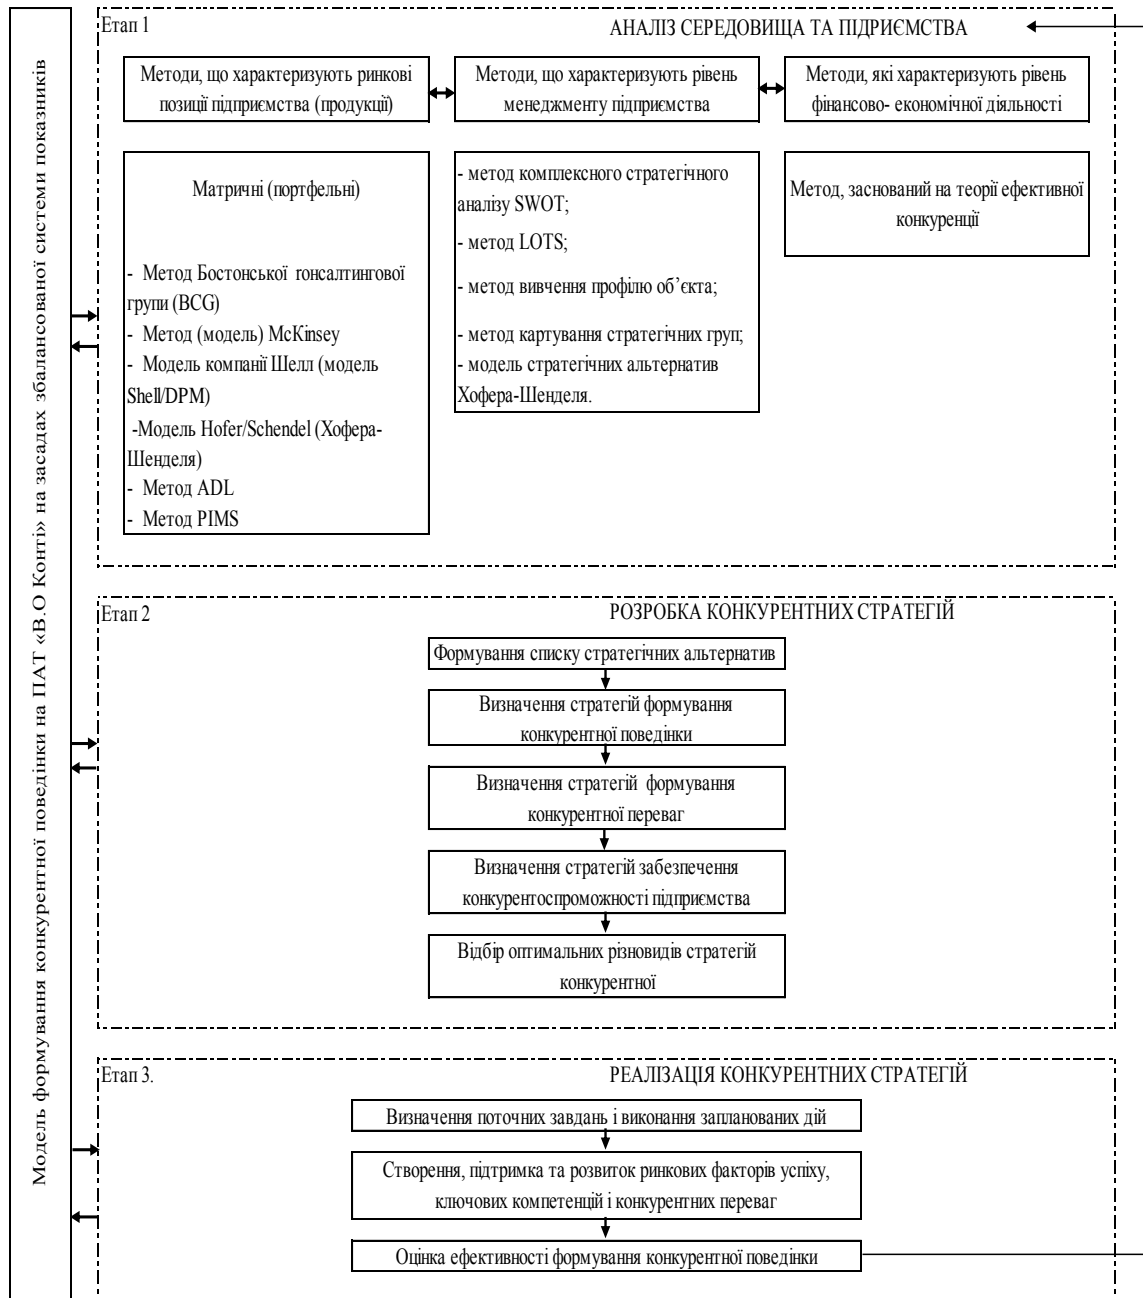 Модель формування конкурентної поведінки на ПАТ «В.О Конті» на засадах збалансованої системи показників
Етап 1
АНАЛІЗ СЕРЕДОВИЩА ТА ПІДРИЄМСТВА
Методи, що характеризують ринкові
позиції підприємства (продукції)
Методи, що характеризують рівень
менеджменту підприємства
Методи, які характеризують рівень
фінансово- економічної діяльності
Матричні (портфельні)
- Метод Бостонської гонсалтингової
групи (BCG)
- Метод (модель) McKinsey
- Модель компанії Шелл (модель
Shell/DPM)
-Модель Hofer/Schendel (Хофера-
Шенделя)
- Метод ADL
- Метод PIMS
- метод комплексного стратегічного
аналізу SWOT;
- метод LOTS;
- метод вивчення профілю об’єкта;
- метод картування стратегічних груп;
- модель стратегічних альтернатив
Хофера-Шенделя.
Метод, заснований на теорії ефективної
конкуренції
Етап 2
РОЗРОБКА КОНКУРЕНТНИХ СТРАТЕГІЙ
Формування списку стратегічних альтернатив
Визначення стратегій формування
конкурентної поведінки
Визначення стратегій формування
конкурентної переваг
Визначення стратегій забезпечення
конкурентоспроможності підприємства
Відбір оптимальних різновидів стратегій
конкурентної
Етап 3.
РЕАЛІЗАЦІЯ КОНКУРЕНТНИХ СТРАТЕГІЙ
Визначення поточних завдань і виконання запланованих дій
Створення, підтримка та розвиток ринкових факторів успіху,
ключових компетенцій і конкурентних переваг
Оцінка ефективності формування конкурентної поведінки